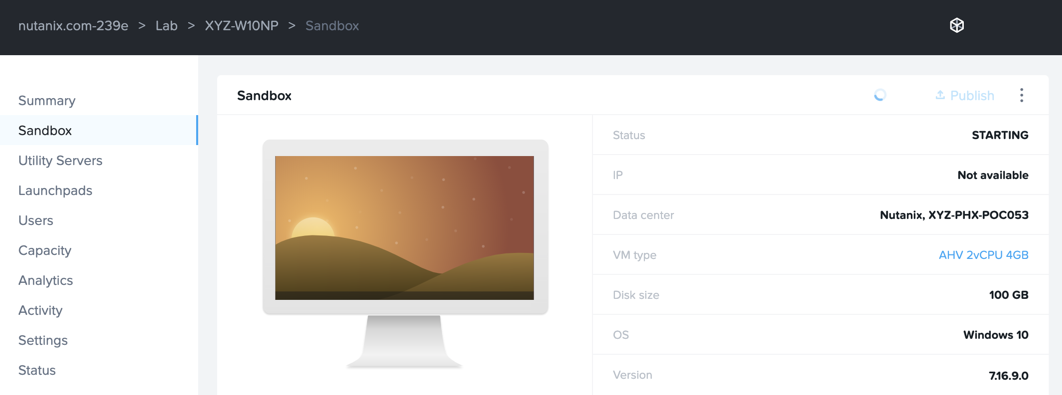 nutanix.com-239e > Lab > XYZ-W10NP > Sandbox
Summary
Sandbox
Utility Servers
Launchpads
Users
Capacity
Analytics
Activity
Settings
Status
Sandbox
Publish
Status STARTING
IP Not available
Data center Nutanix, XYZ-PHX-POC053
VM type AHV 2vCPU 4GB
Disk size 100 GB
OS Windows 10
Version 7.16.9.0